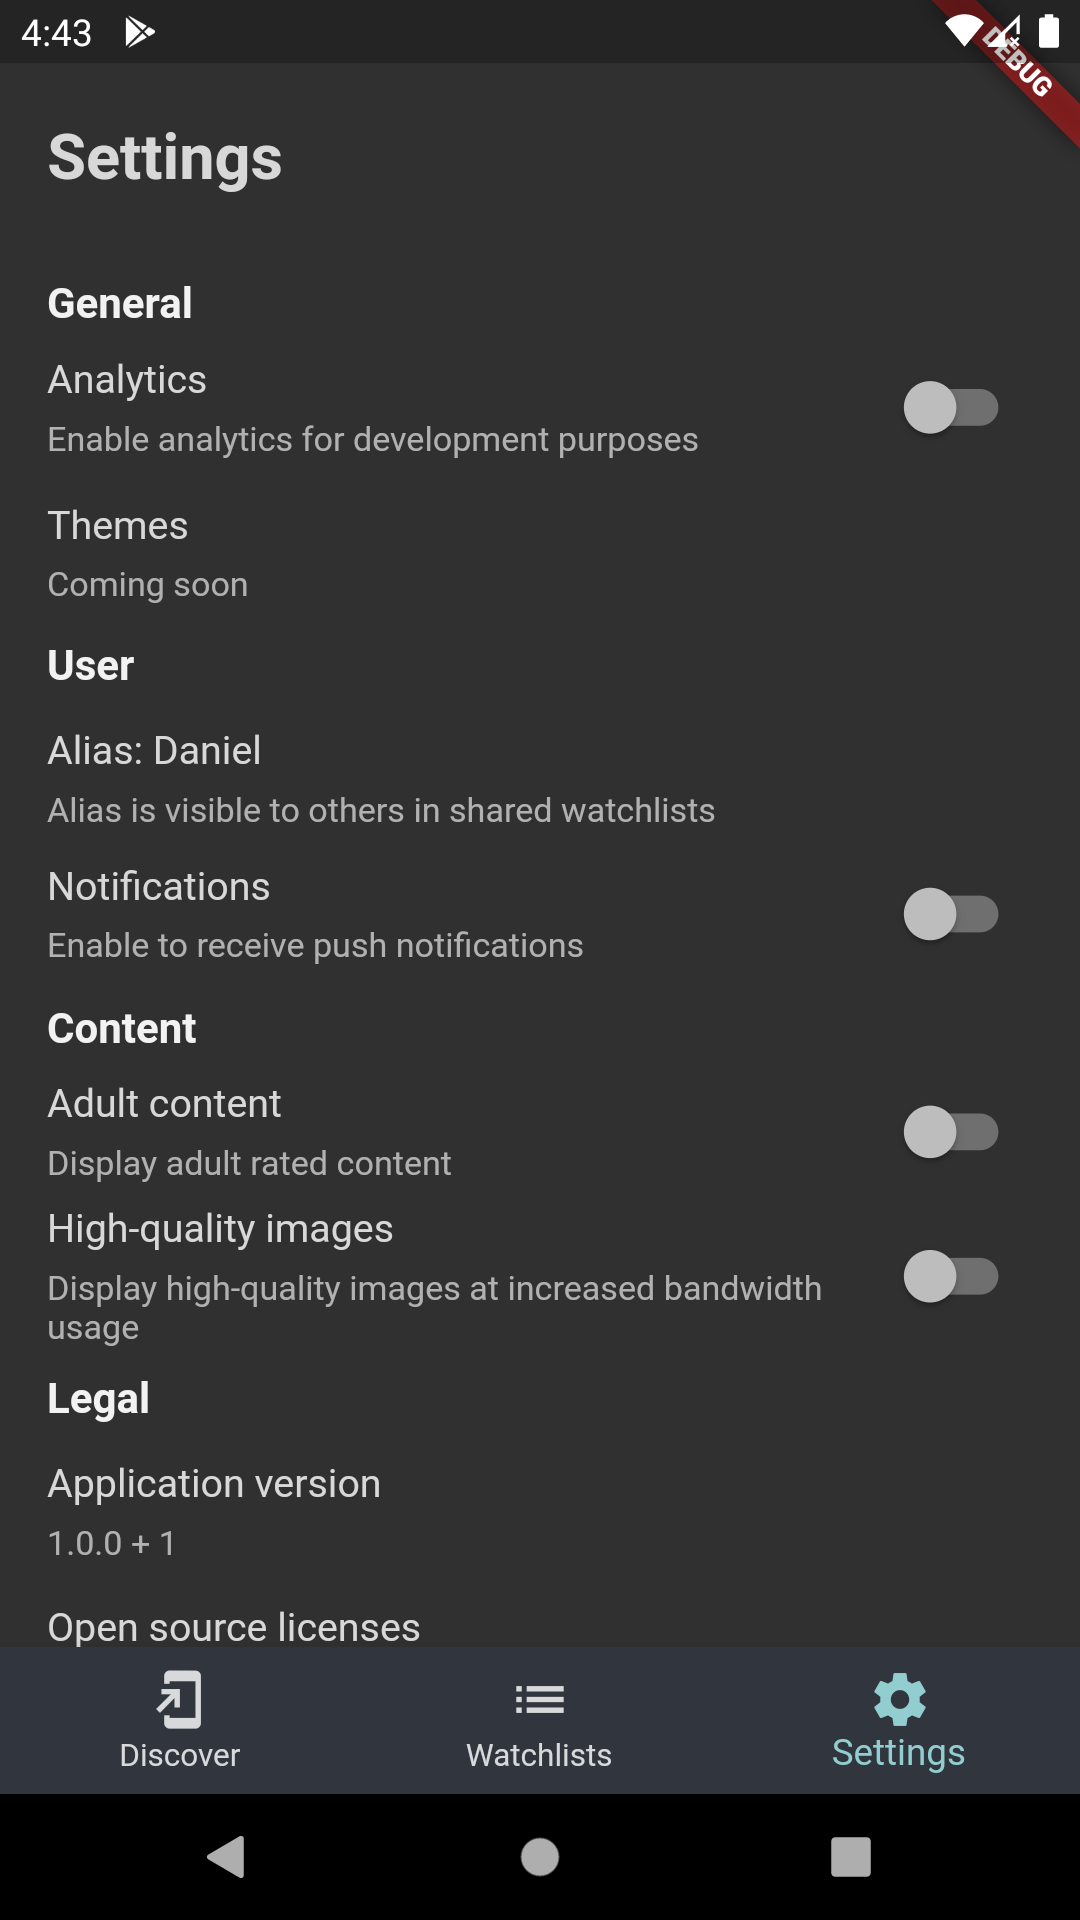 4:43
DEBUG
Settings
General
Analytics
Enable analytics for development purposes
Themes
Coming soon
User
Alias: Daniel
Alias is visible to others in shared watchlists
Notifications
Enable to receive push notifications
Content
Adult content
Display adult rated content
High-quality images
Display high-quality images at increased bandwidth
usage
Legal
Application version
1.0.0 + 1
Open source licenses
Discover
Watchlists
Settings